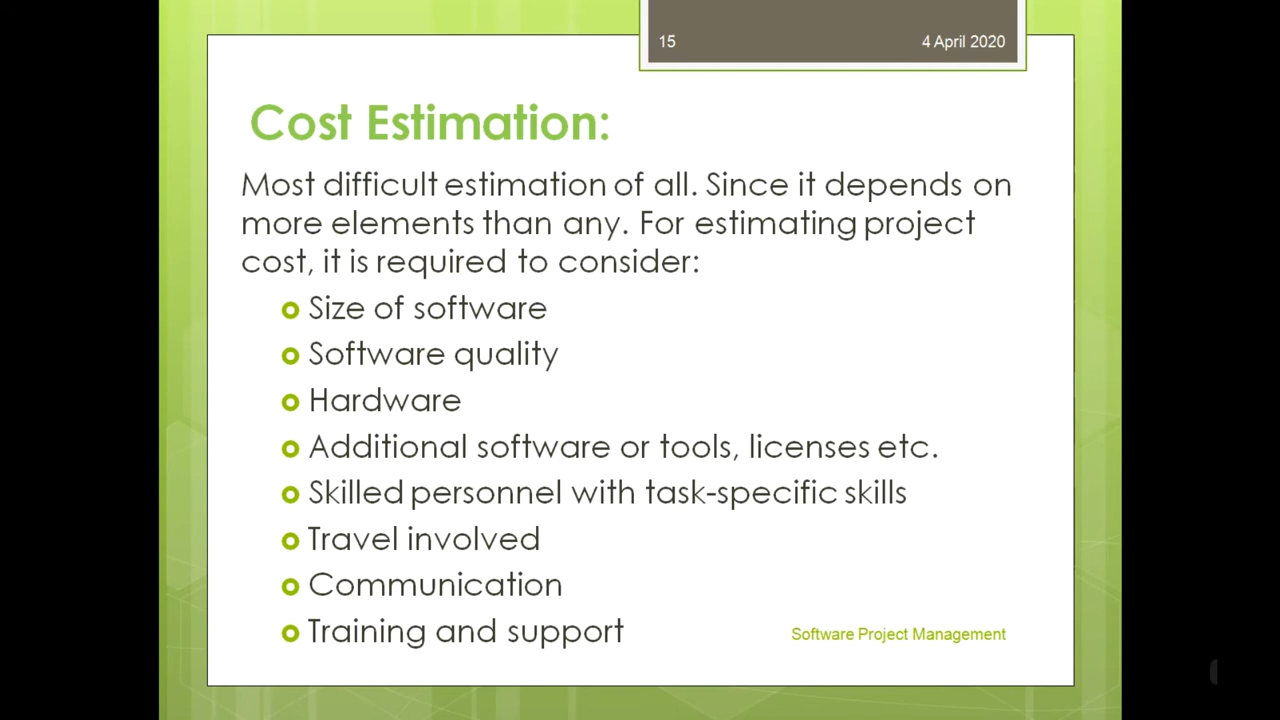 15
4 April 2020
Cost Estimation:
Most difficult estimation of all. Since it depends on
more elements than any. For estimating project
cost, it is required to consider:
Size of software
Software quality
Hardware
Additional software or tools, licenses etc.
Skilled personnel with task-specific skills
Travel involved
Communication
Training and support
Software Project Management